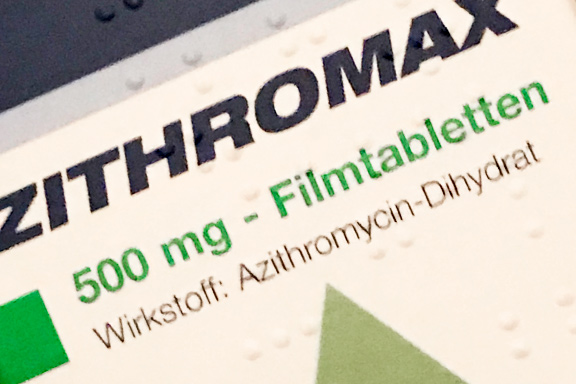 ZITHROMAX
500 mg - Filmtabletten
Wirkstoff: Azithromycin-Dihydrat